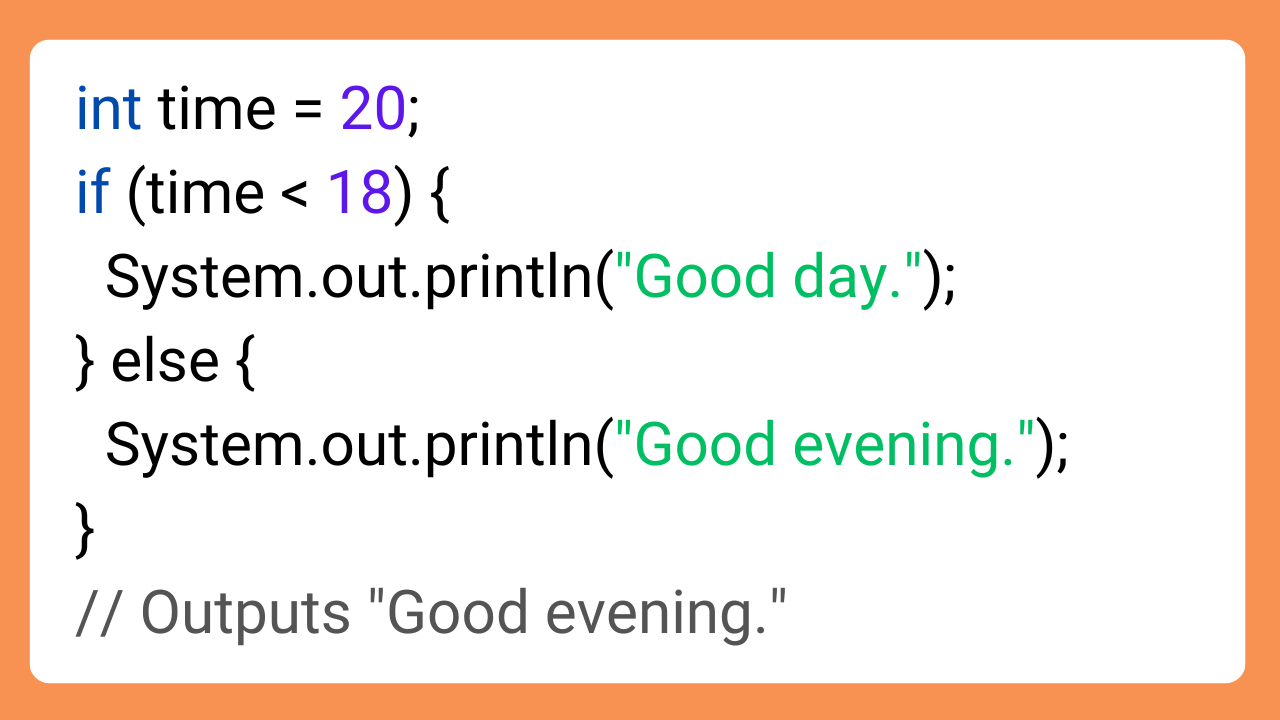 int time = 20;
if (time < 18) {
  System.out.println("Good day.");
} else {
  System.out.println("Good evening.");
}
// Outputs "Good evening."